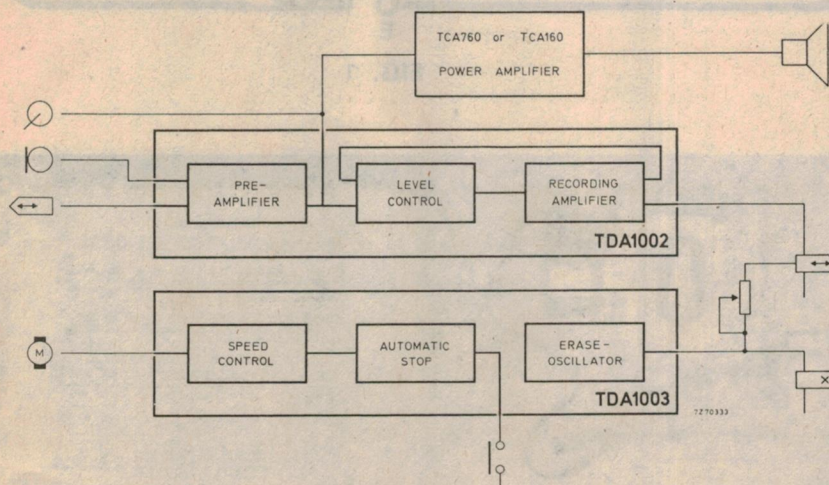 TCA760 or TCA160
POWER AMPLIFIER
PRE-
AMPLIFIER
LEVEL
CONTROL
RECORDING
AMPLIFIER
TDA1002
M
SPEED
CONTROL
AUTOMATIC
STOP
ERASE-
OSCILLATOR
TDA1003
7Z70333